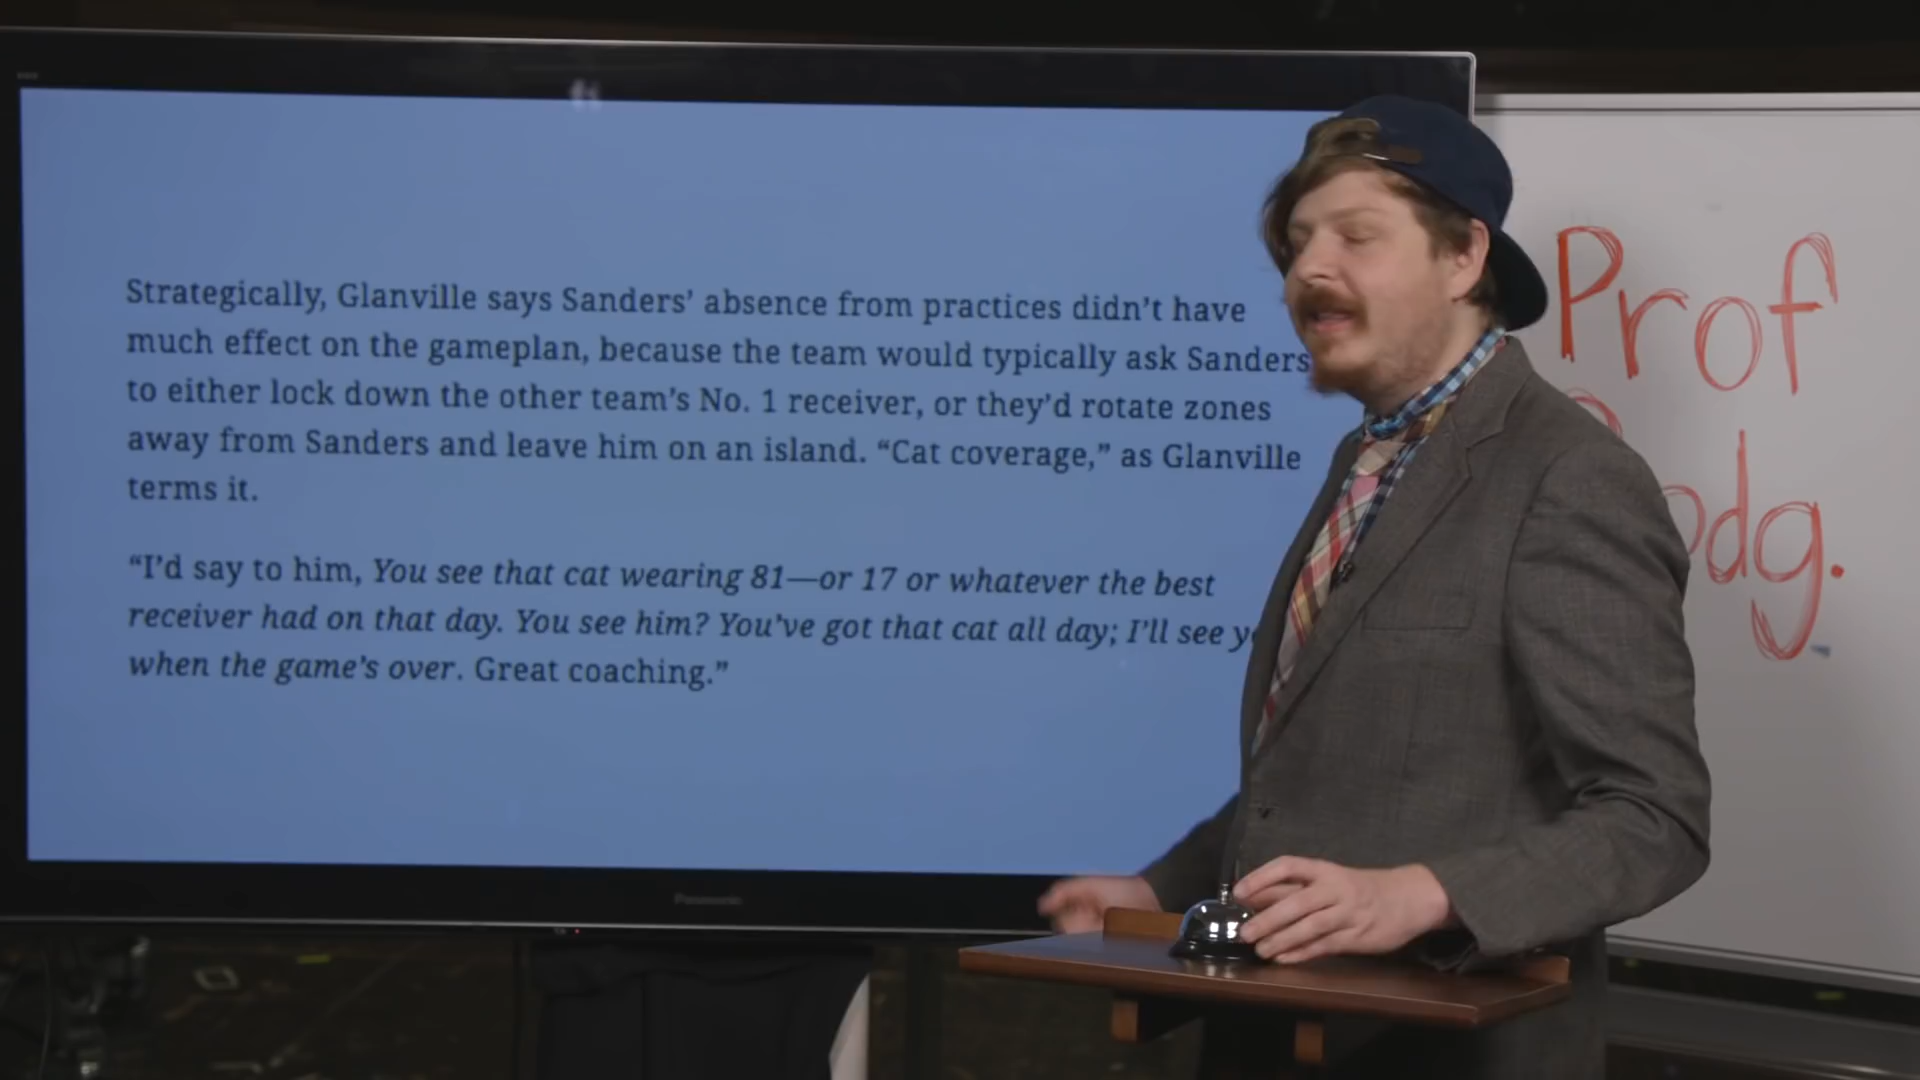 Strategically, Glanville says Sanders’ absence from practices didn’t have
much effect on the gameplan, because the team would typically ask Sanders
to either lock down the other team’s No. 1 receiver, or they’d rotate zones
away from Sanders and leave him on an island. “Cat coverage,” as Glanville
terms it.
“I’d say to him, You see that cat wearing 81—or 17 or whatever the best
receiver had on that day. You see him? You’ve got that cat all day; I’ll see
when the game’s over. Great coaching.”
Panasonic
Prof